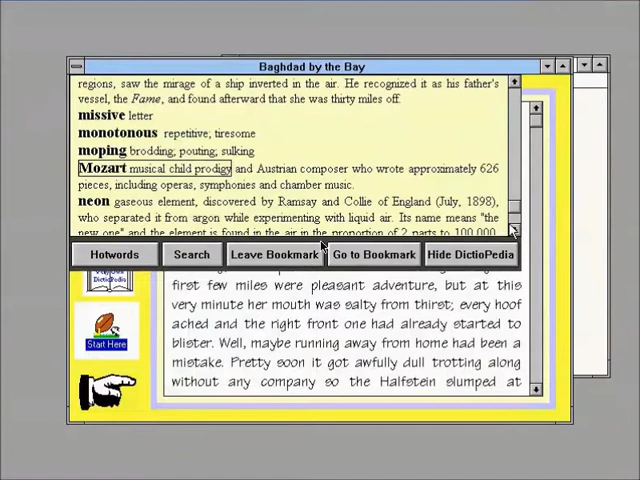 Baghdad by the Bay
regions, saw the mirage of a ship inverted in the air. He recognized it as his father's
vessel, the Fame, and found afterward that she was thirty miles off.
missive letter
monotonous repetitive; tiresome
moping brodding; pouting; sulking
Mozart musical child prodigy and Austrian composer who wrote approximately 626
pieces, including operas, symphonies and chamber music.
neon gaseous element, discovered by Ramsay and Collie of England (July, 1898),
who separated it from argon while experimenting with liquid air. Its name means "the
new one" and the element is found in the air in the proportion of 2 parts to 100,000
Hotwords Search Leave Bookmark Go to Bookmark Hide DictioPedia
DictioPedia
first few miles were pleasant adventure, but at this
very minute her mouth was salty from thirst; every hoof
ached and the right front one had already started to
blister. Well, maybe running away from home had been a
mistake. Pretty soon it got awfully dull trotting along
without any company so the Halfstein slumped at
Start Here